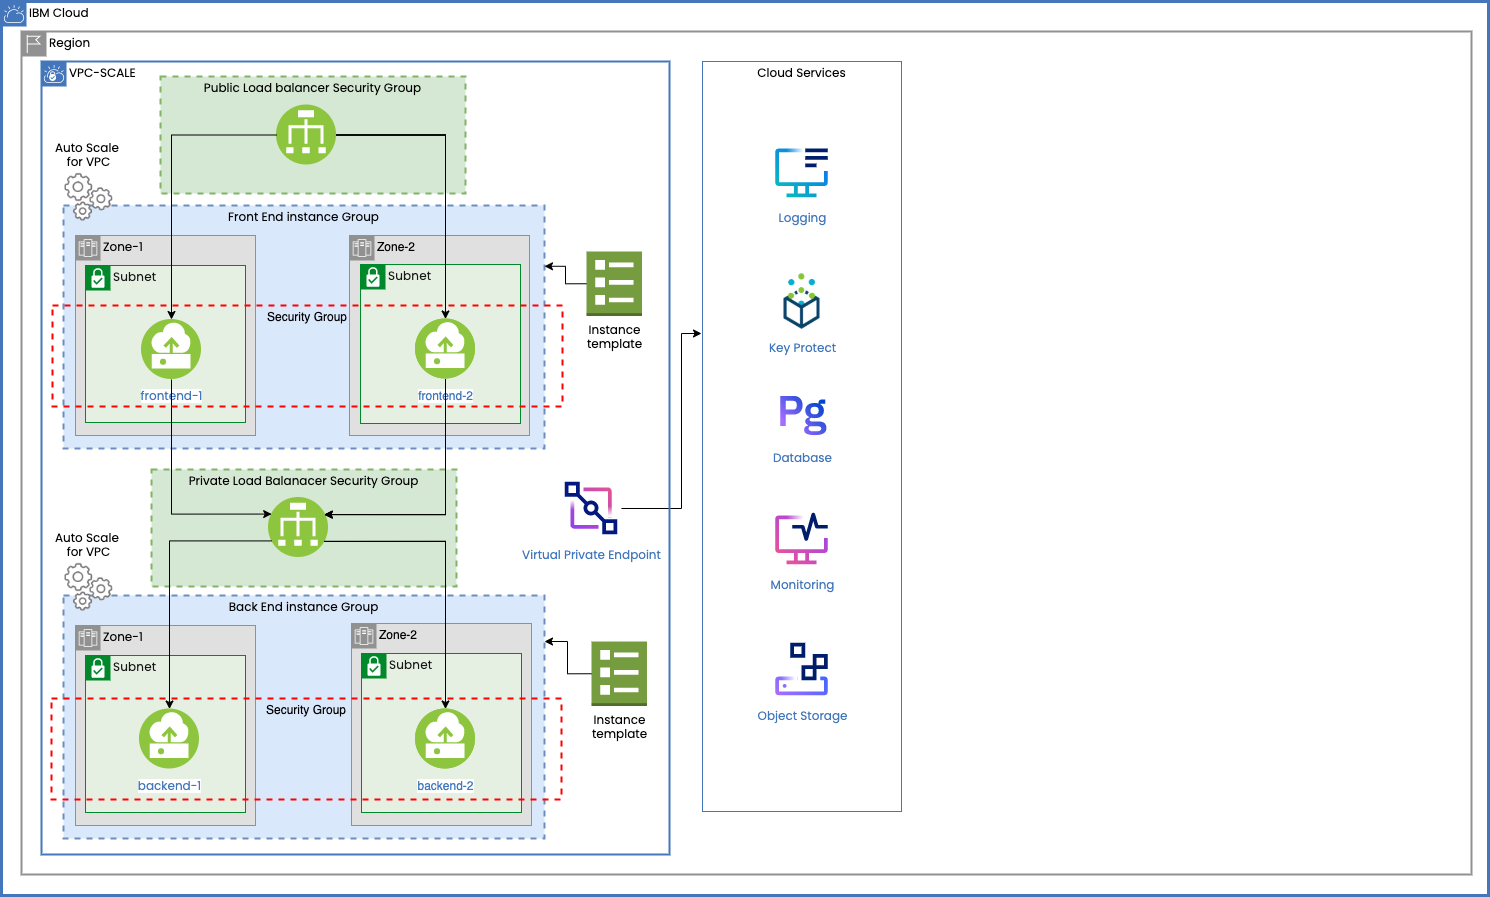 IBM Cloud
Region
VPC-SCALE
Public Load balancer Security Group
Auto Scale
for VPC
Front End instance Group
Zone-1
Zone-2
Subnet
Subnet
Security Group
frontend-1
frontend-2
Instance
template
Private Load Balanacer Security Group
Auto Scale
for VPC
Virtual Private Endpoint
Back End instance Group
Zone-1
Zone-2
Subnet
Subnet
Security Group
backend-1
backend-2
Instance
template
Cloud Services
Logging
Key Protect
Pg
Database
Monitoring
Object Storage